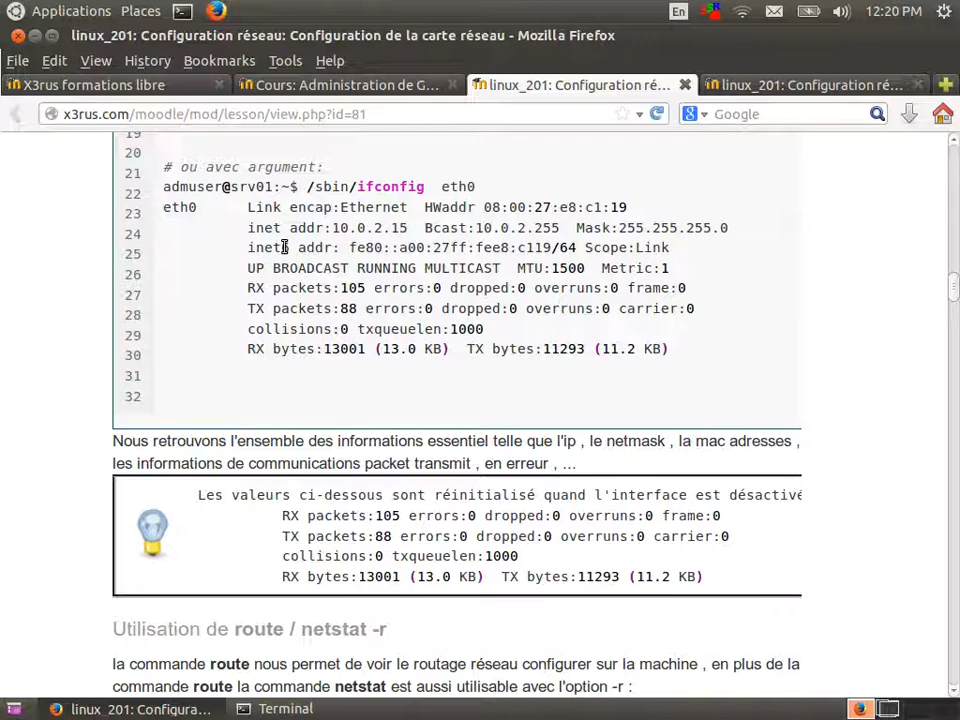 Applications Places En 12:20 PM
linux_201: Configuration réseau: Configuration de la carte réseau - Mozilla Firefox
File Edit View History Bookmarks Tools Help
X3rus formations libre Cours: Administration de G... linux_201: Configuration ré... linux_201: Configuration ré...
x3rus.com/moodle/mod/lesson/view.php?id=81 Google
19
20
21 # ou avec argument:
22 admuser@srv01:~$ /sbin/ifconfig eth0
23 eth0 Link encap:Ethernet HWaddr 08:00:27:e8:c1:19
24 inet addr:10.0.2.15 Bcast:10.0.2.255 Mask:255.255.255.0
25 inet6 addr: fe80::a00:27ff:fee8:c119/64 Scope:Link
26 UP BROADCAST RUNNING MULTICAST MTU:1500 Metric:1
27 RX packets:105 errors:0 dropped:0 overruns:0 frame:0
28 TX packets:88 errors:0 dropped:0 overruns:0 carrier:0
29 collisions:0 txqueuelen:1000
30 RX bytes:13001 (13.0 KB) TX bytes:11293 (11.2 KB)
31
32
Nous retrouvons l'ensemble des informations essentiel telle que l'ip , le netmask , la mac adresses ,
les informations de communications packet transmit , en erreur , ...
Les valeurs ci-dessous sont réinitialisé quand l'interface est désactivé
RX packets:105 errors:0 dropped:0 overruns:0 frame:0
TX packets:88 errors:0 dropped:0 overruns:0 carrier:0
collisions:0 txqueuelen:1000
RX bytes:13001 (13.0 KB) TX bytes:11293 (11.2 KB)
Utilisation de route / netstat -r
la commande route nous permet de voir le routage réseau configurer sur la machine , en plus de la
commande route la commande netstat est aussi utilisable avec l'option -r :
linux_201: Configura... Terminal